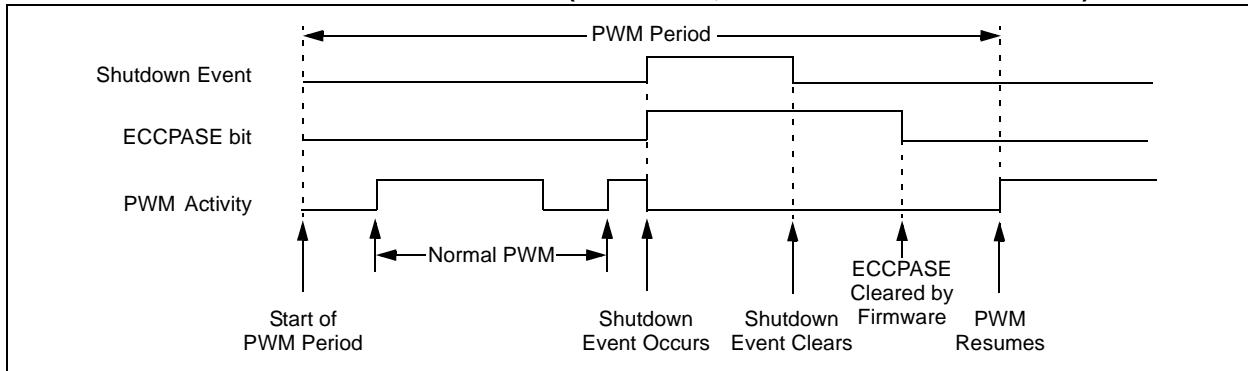 PWM Period
Shutdown Event
ECCPASE bit
PWM Activity
Normal PWM
Start of
PWM Period
Shutdown
Event Occurs
Shutdown
Event Clears
ECCPASE
Cleared by
Firmware
PWM
Resumes